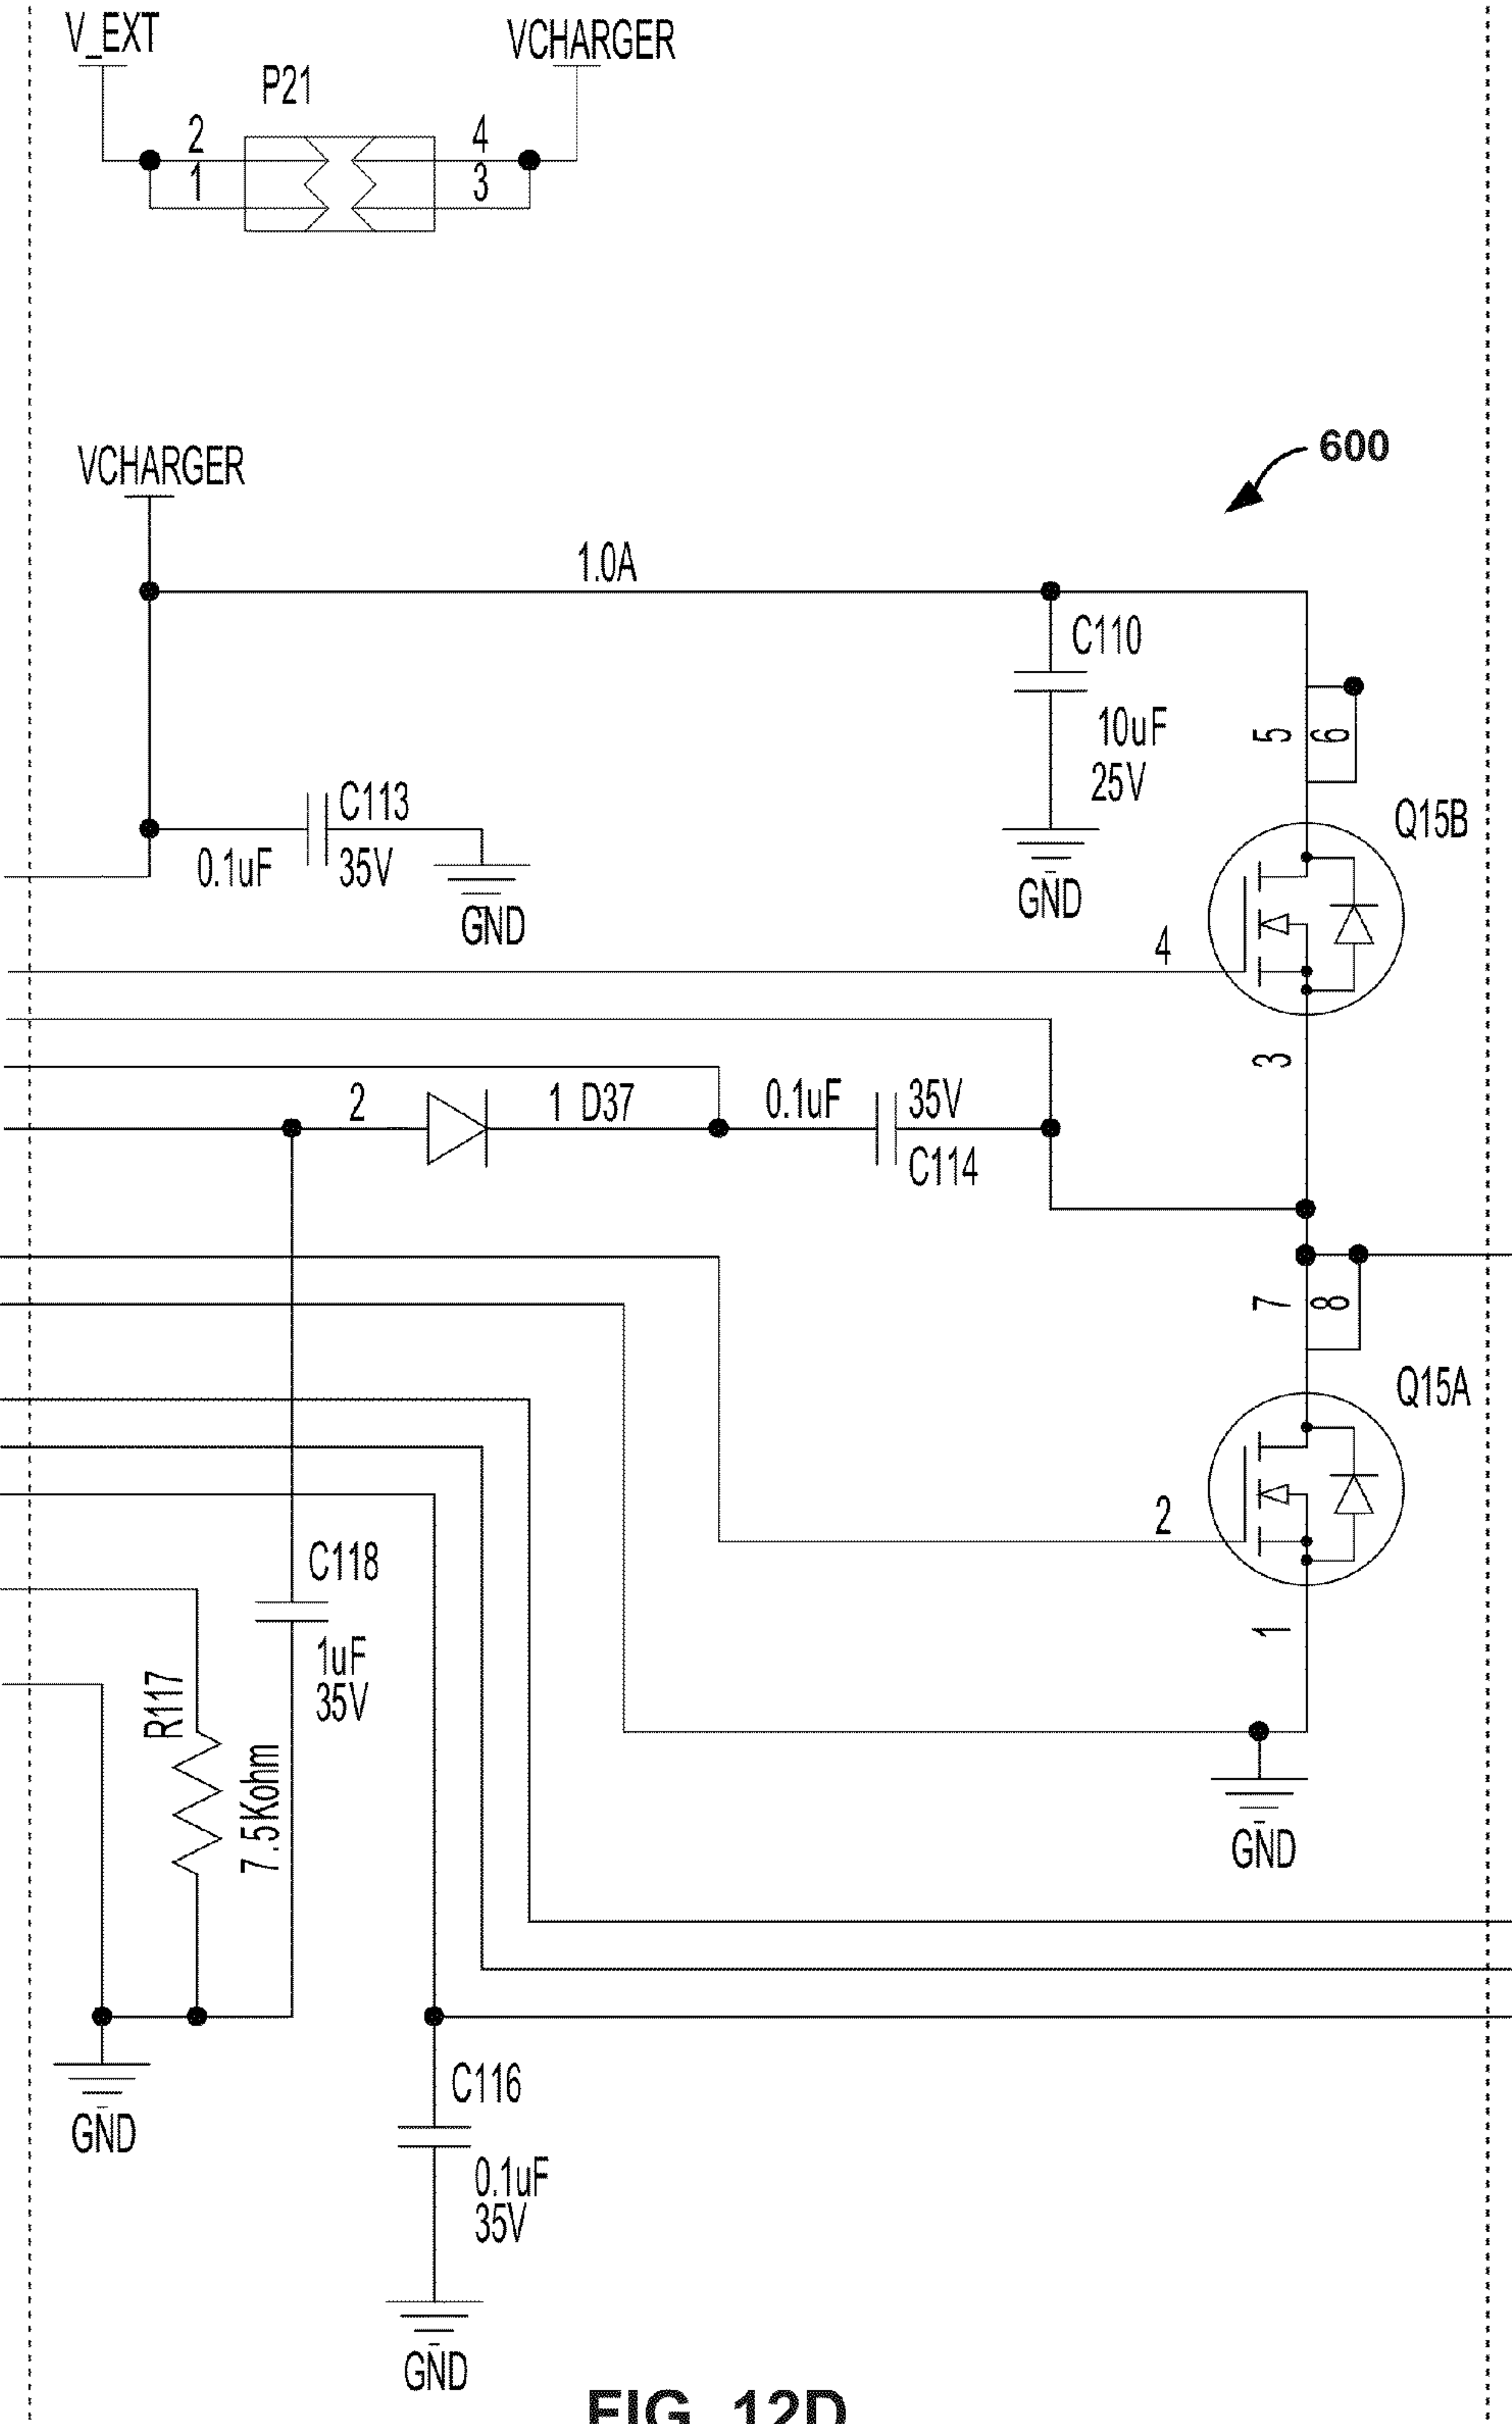 V_EXT
VCHARGER
P21
2
4
1
3
600
VCHARGER
1.0A
C110
10uF
25V
5
6
C113
0.1uF
35V
GND
GND
Q15B
4
3
2
1 D37
0.1uF
35V
C114
7
8
Q15A
2
C118
1uF
35V
1
R117
7.5Kohm
GND
GND
C116
0.1uF
35V
GND
FIG. 12D